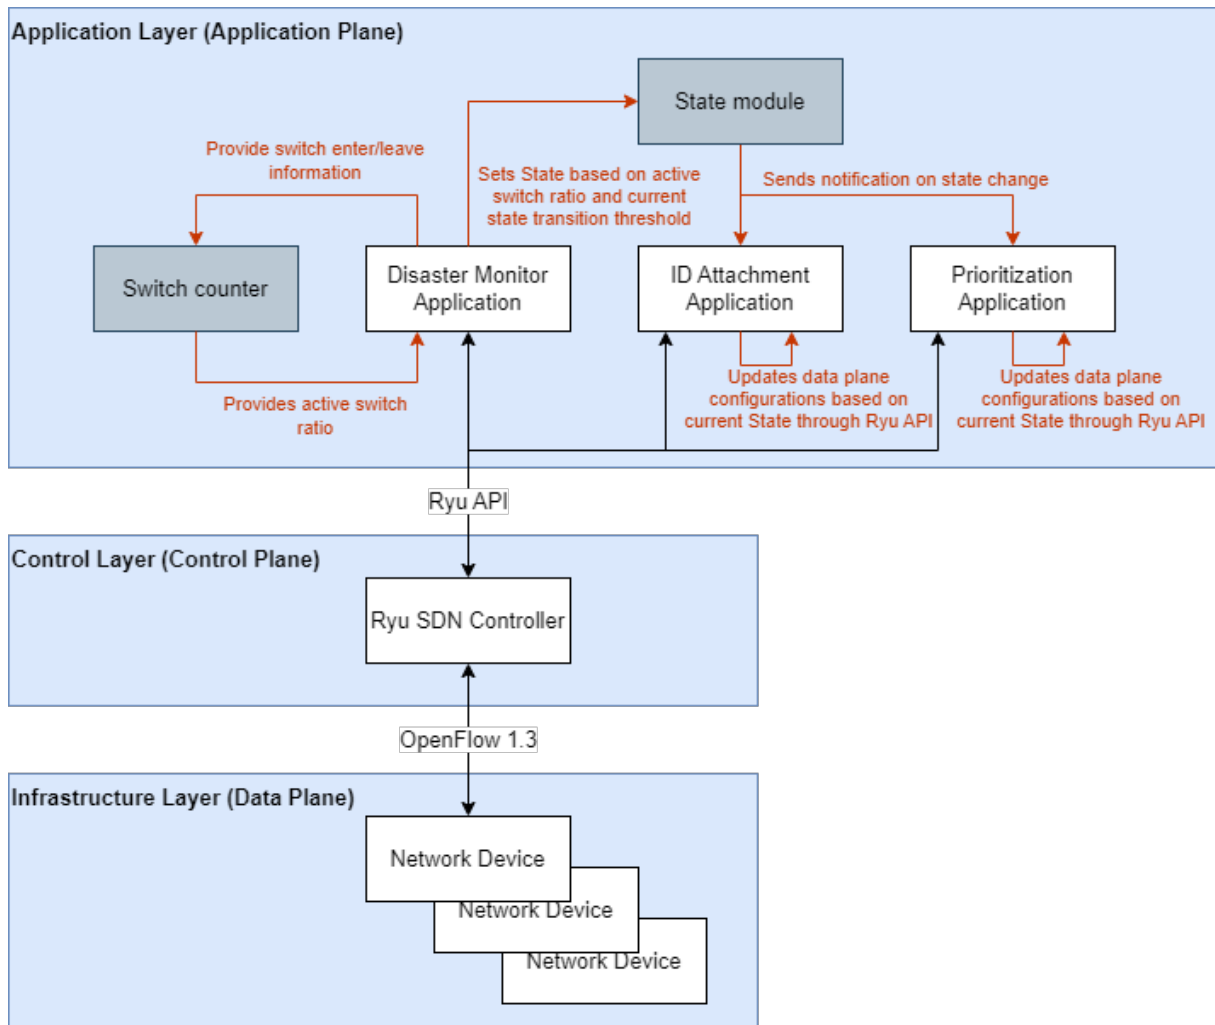 Application Layer (Application Plane)
State module
Provide switch enter/leave
information
Sets State based on active
switch ratio and current
state transition threshold
Sends notification on state change
Switch counter
Disaster Monitor
Application
ID Attachment
Application
Prioritization
Application
Provides active switch
ratio
Updates data plane
configurations based on
current State through Ryu API
Updates data plane
configurations based on
current State through Ryu API
Ryu API
Control Layer (Control Plane)
Ryu SDN Controller
OpenFlow 1.3
Infrastructure Layer (Data Plane)
Network Device
Network Device
Network Device